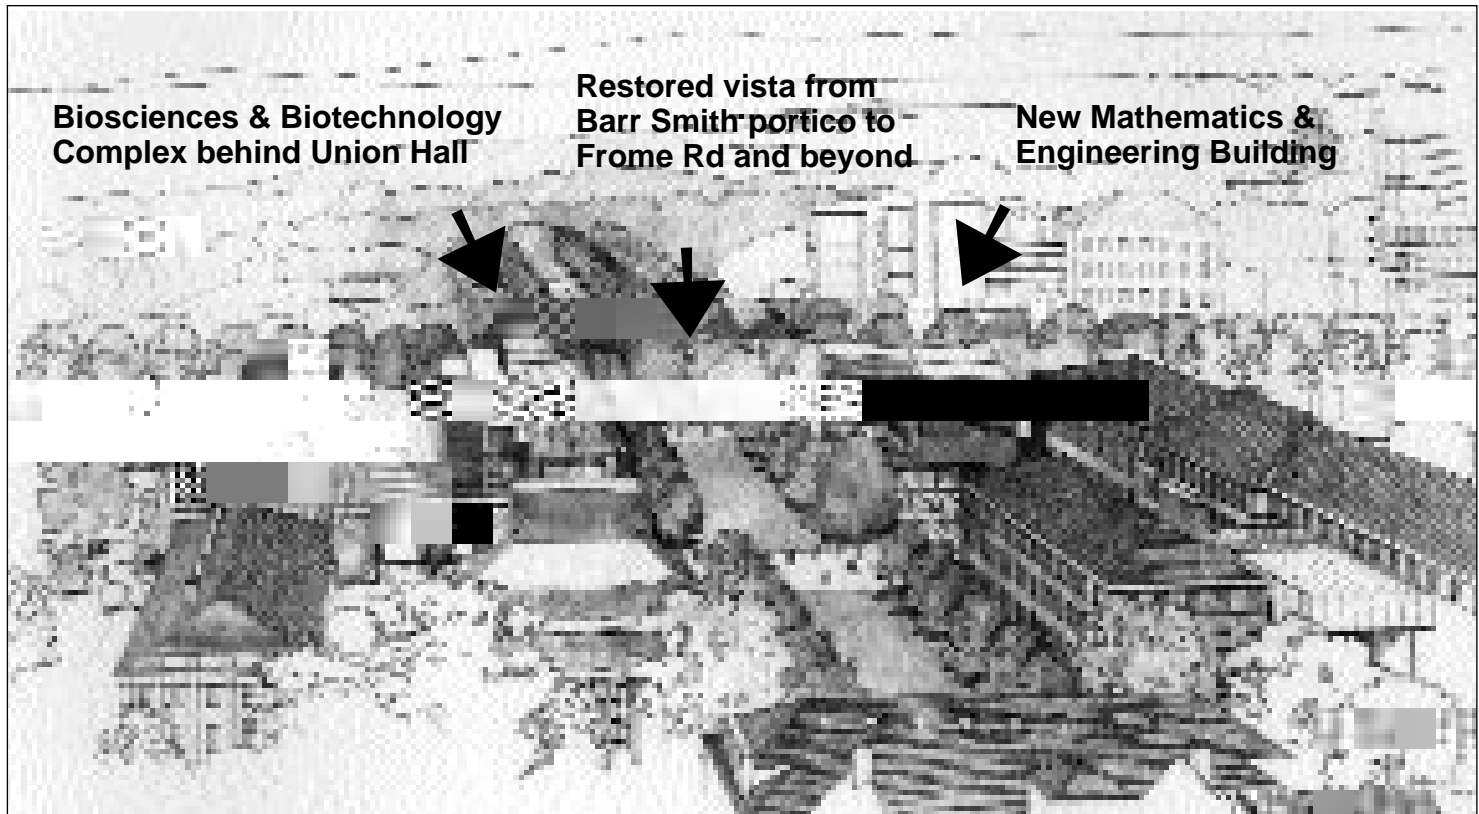 Biosciences & Biotechnology
Complex behind Union Hall
Restored vista from
Barr Smith portico to
Frome Rd and beyond
New Mathematics &
Engineering Building